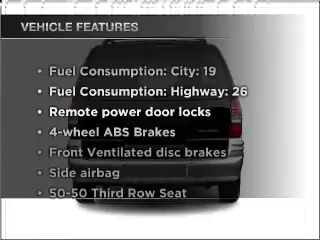 VEHICLE FEATURES
• Fuel Consumption: City: 19
• Fuel Consumption: Highway: 26
• Remote power door locks
• 4-wheel ABS Brakes
• Front Ventilated disc brakes
• Side airbag
• 50-50 Third Row Seat